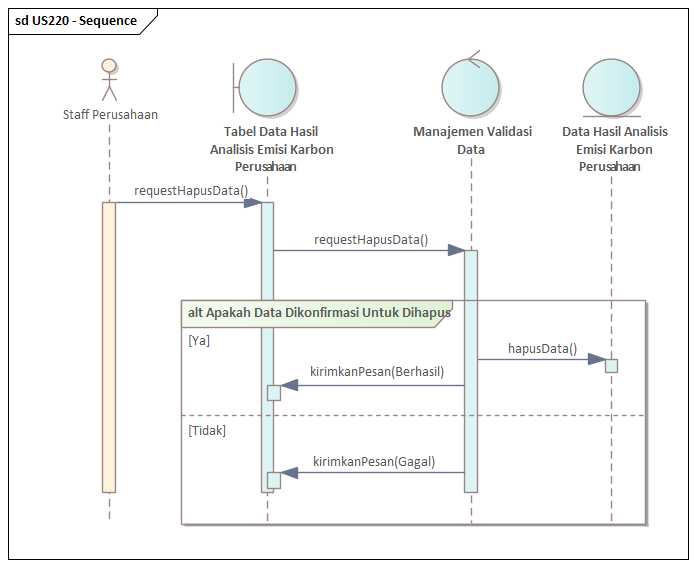 sd US220 - Sequence
Staff Perusahaan
Tabel Data Hasil
Analisis Emisi Karbon
Perusahaan
Manajemen Validasi
Data
Data Hasil Analisis
Emisi Karbon
Perusahaan
requestHapusData()
requestHapusData()
alt Apakah Data Dikonfirmasi Untuk Dihapus
[Ya]
hapusData()
kirimkanPesan(Berhasil)
[Tidak]
kirimkanPesan(Gagal)